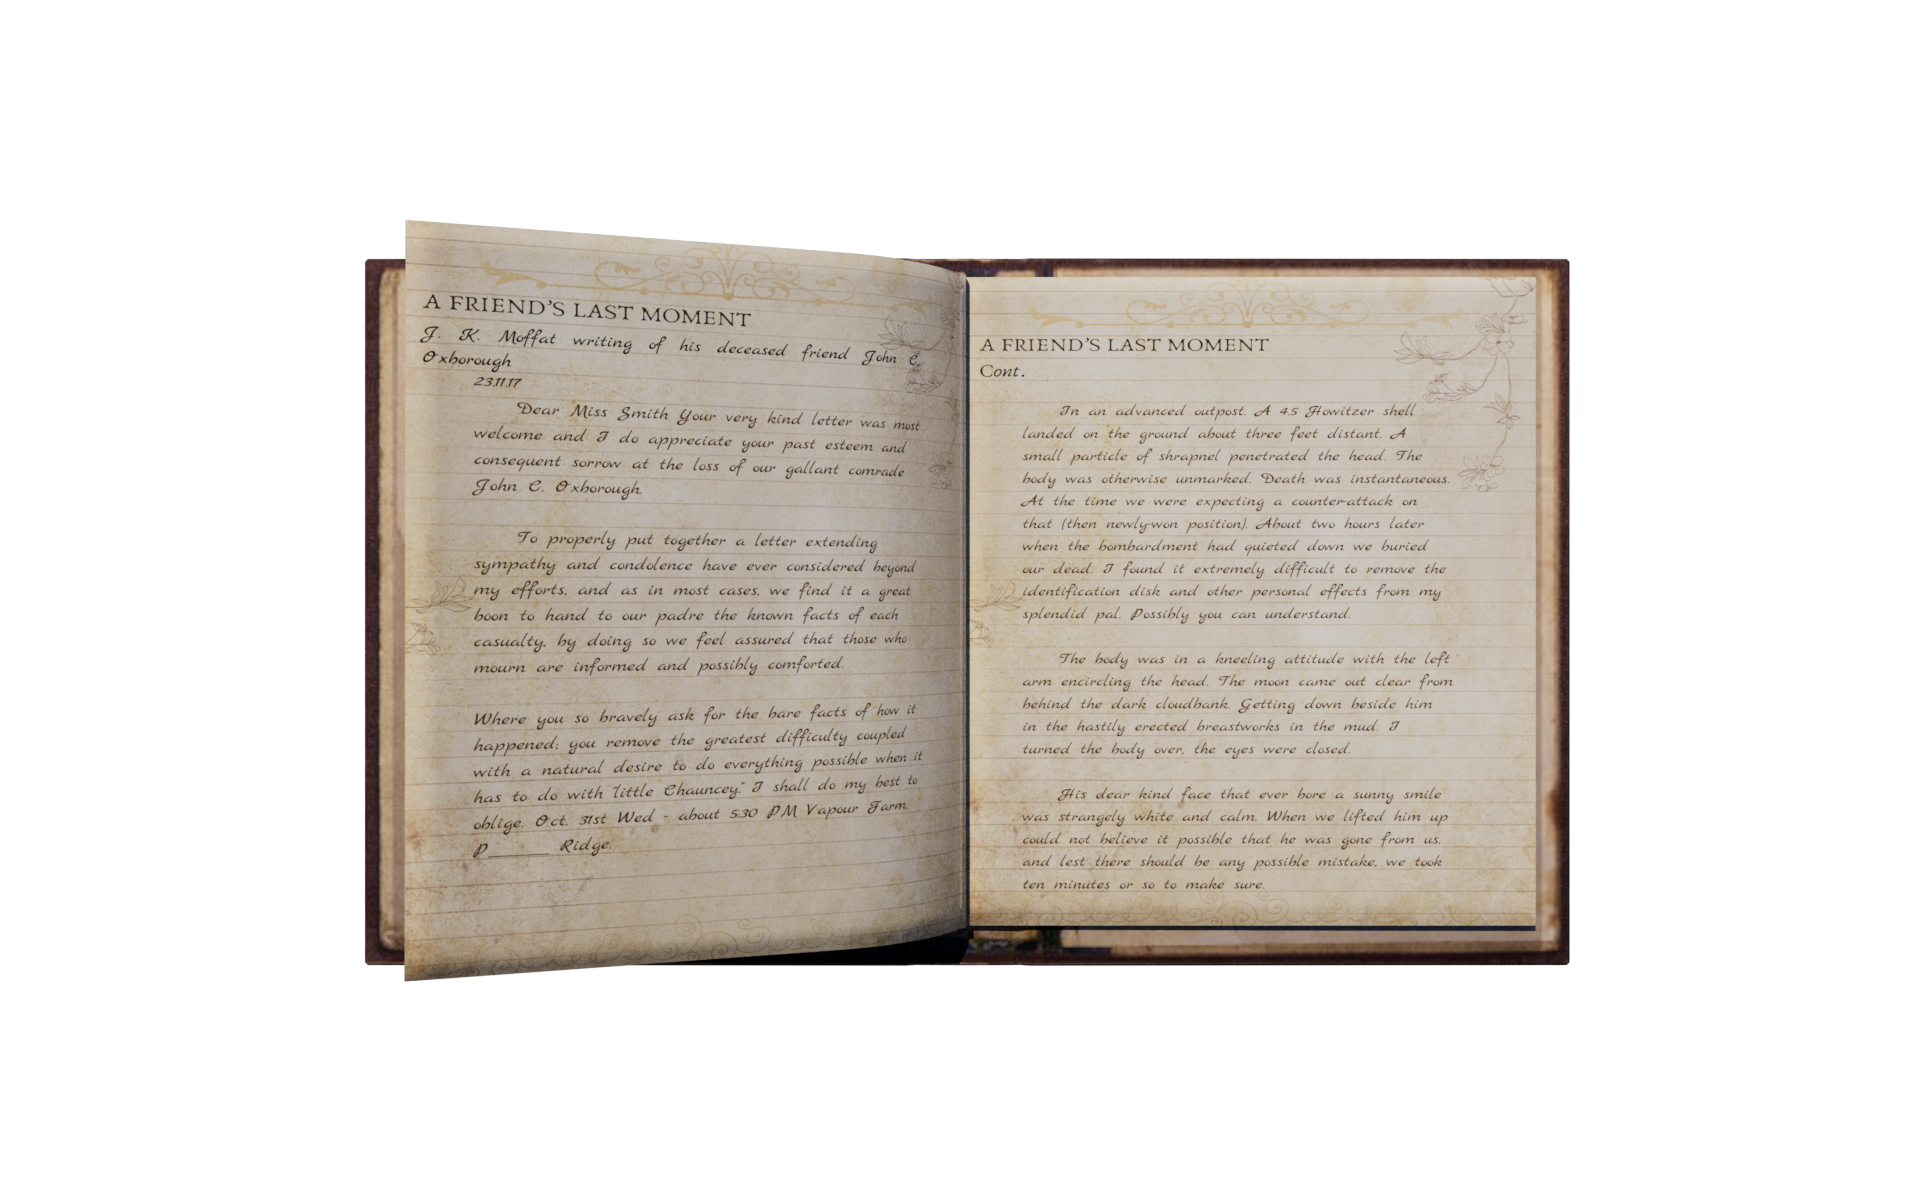 A FRIEND'S LAST MOMENT
J. K. Moffat writing of his deceased friend John C.
Oxborough
23.11.17
Dear Miss Smith Your very kind letter was most
welcome and I do appreciate your past esteem and
consequent sorrow at the loss of our gallant comrade
John C. Oxborough.
To properly put together a letter extending
sympathy and condolence have ever considered beyond
my efforts, and as in most cases, we find it a great
boon to hand to our padre the known facts of each
casualty, by doing so we feel assured that those who
mourn are informed and possibly comforted.
Where you so bravely ask for the bare facts of how it
happened; you remove the greatest difficulty coupled
with a natural desire to do everything possible when it
has to do with "little Chauncey." I shall do my best to
oblige. Oct. 31st Wed - about 5:30 PM Vapour Farm.
P_______ Ridge.
A FRIEND'S LAST MOMENT
Cont.
In an advanced outpost. A 4.5 Howitzer shell
landed on the ground about three feet distant. A
small particle of shrapnel penetrated the head. The
body was otherwise unmarked. Death was instantaneous.
At the time we were expecting a counter-attack on
that (then newly-won position). About two hours later
when the bombardment had quieted down we buried
our dead. I found it extremely difficult to remove the
identification disk and other personal effects from my
splendid pal. Possibly you can understand.
The body was in a kneeling attitude with the left
arm encircling the head. The moon came out clear from
behind the dark cloudbank. Getting down beside him
in the hastily erected breastworks in the mud. I
turned the body over, the eyes were closed.
His dear kind face that ever bore a sunny smile
was strangely white and calm. When we lifted him up
could not believe it possible that he was gone from us,
and lest there should be any possible mistake, we took
ten minutes or so to make sure.